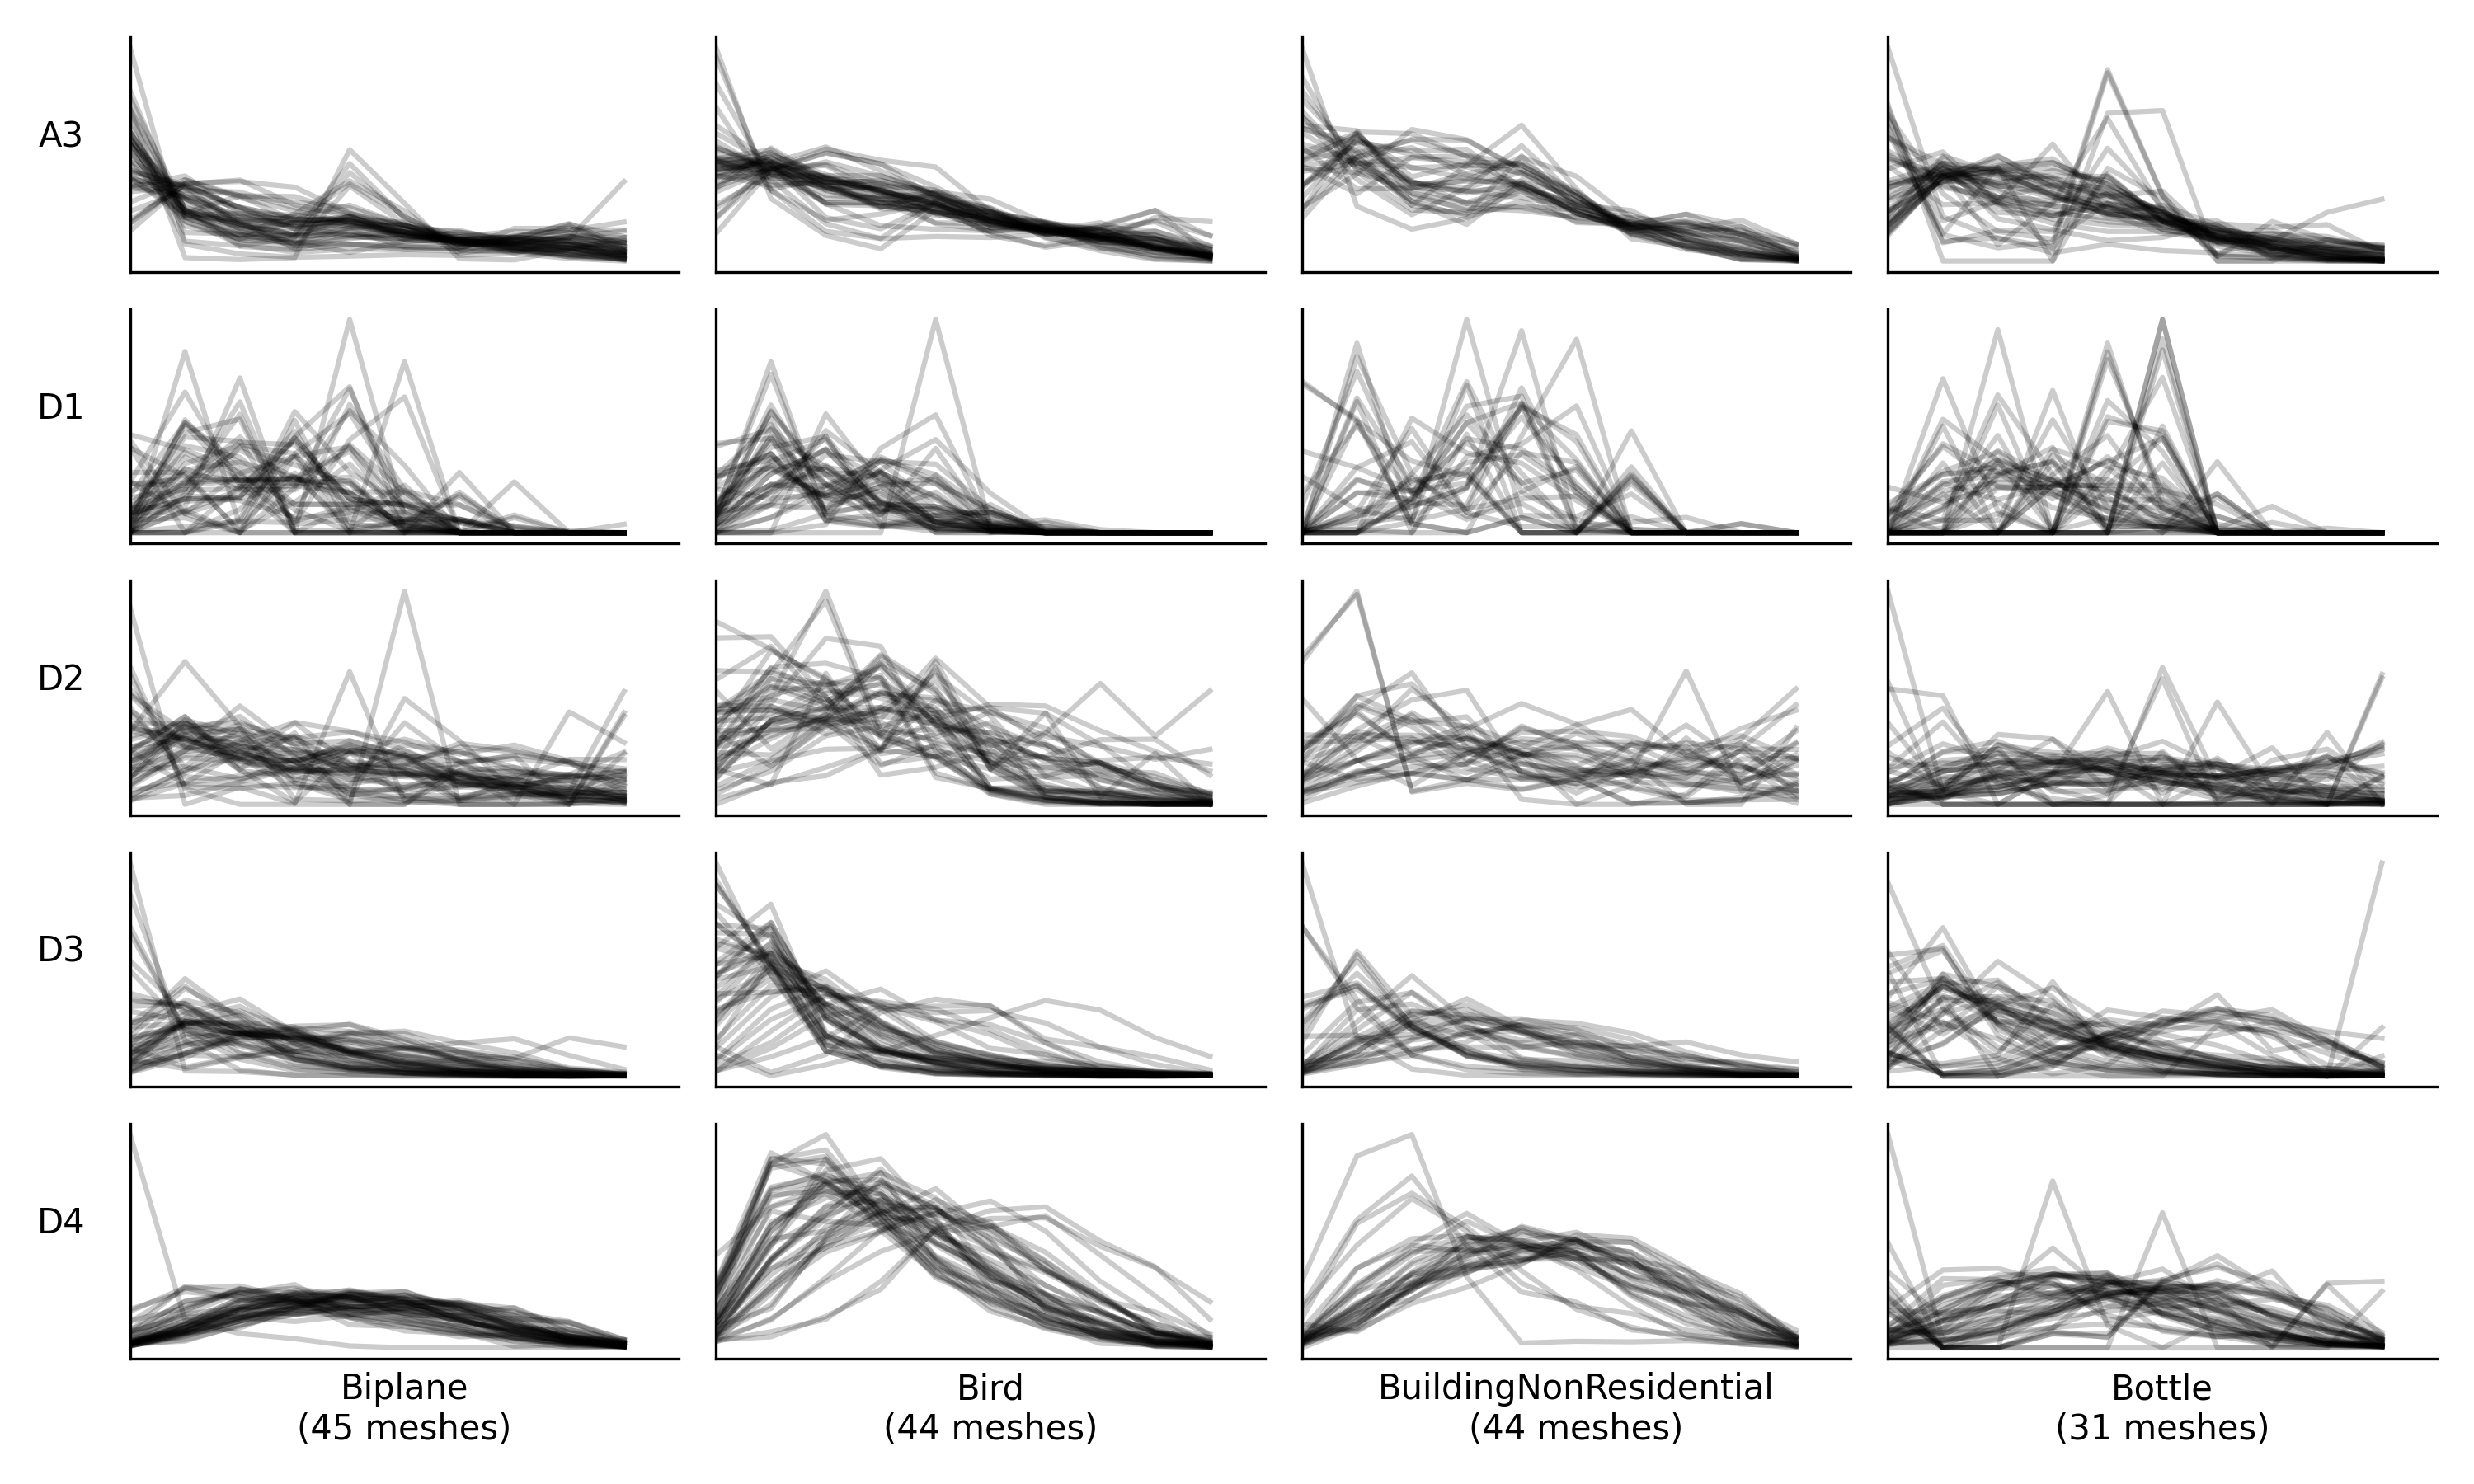 A3
D1
D2
D3
D4
Biplane
(45 meshes)
Bird
(44 meshes)
BuildingNonResidential
(44 meshes)
Bottle
(31 meshes)